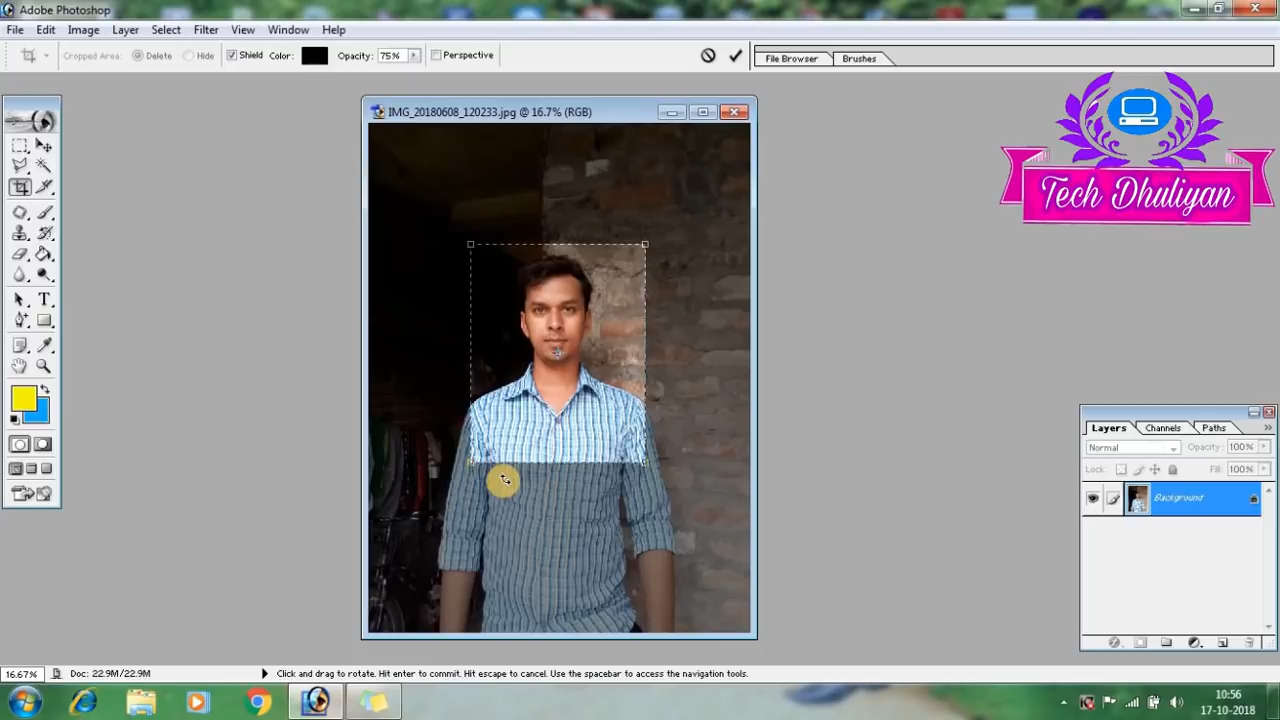 Adobe Photoshop
File Edit Image Layer Select Filter View Window Help
Cropped Area: Delete Hide Shield Color: Opacity: 75% Perspective
File Browser Brushes
IMG_20180608_120233.jpg @ 16.7% (RGB)
Tech Dhuliyan
Layers Channels Paths
Normal Opacity: 100%
Lock: Fill: 100%
Background
16.67% Doc: 22.9M/22.9M Click and drag to rotate. Hit enter to commit. Hit escape to cancel. Use the spacebar to access the navigation tools.
10:56
17-10-2018